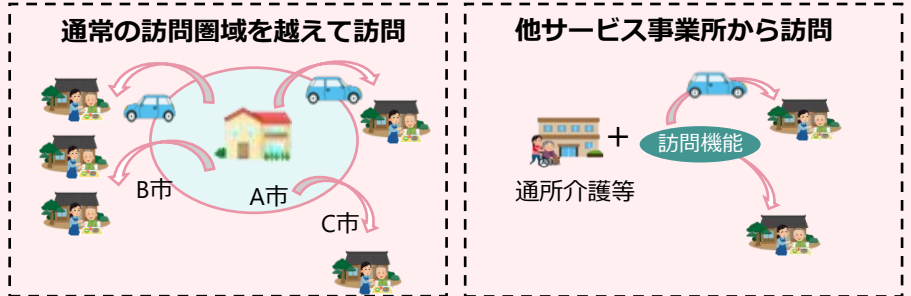 通常の訪問圏域を越えて訪問
B市
A市
C市
他サービス事業所から訪問
+
訪問機能
通所介護等